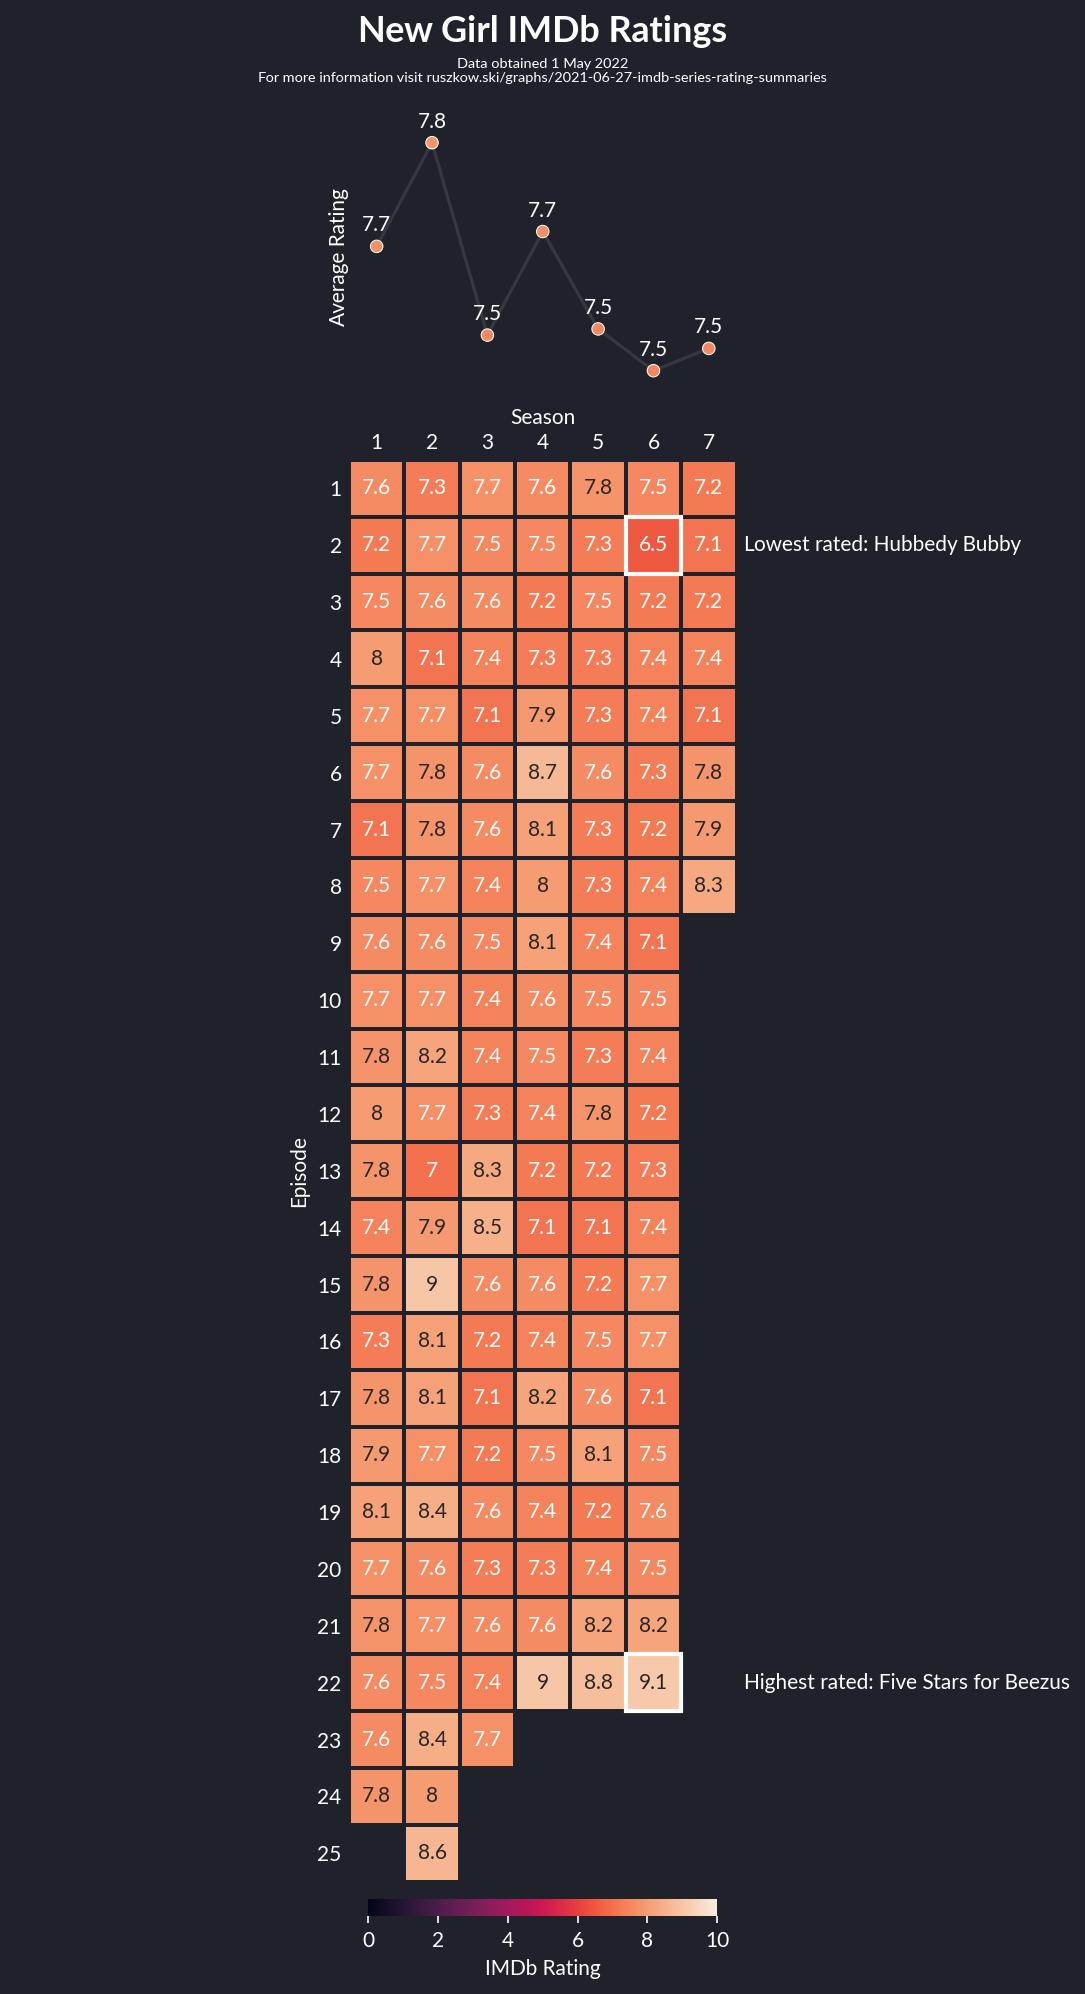 New Girl IMDb Ratings
Data obtained 1 May 2022
For more information visit ruszkow.ski/graphs/2021-06-27-imdb-series-rating-summaries
Average Rating
7.7
7.8
7.5
7.7
7.5
7.5
7.5
Season
1 2 3 4 5 6 7
Episode
1 7.6 7.3 7.7 7.6 7.8 7.5 7.2
2 7.2 7.7 7.5 7.5 7.3 6.5 7.1 Lowest rated: Hubbedy Bubby
3 7.5 7.6 7.6 7.2 7.5 7.2 7.2
4 8 7.1 7.4 7.3 7.3 7.4 7.4
5 7.7 7.7 7.1 7.9 7.3 7.4 7.1
6 7.7 7.8 7.6 8.7 7.6 7.3 7.8
7 7.1 7.8 7.6 8.1 7.3 7.2 7.9
8 7.5 7.7 7.4 8 7.3 7.4 8.3
9 7.6 7.6 7.5 8.1 7.4 7.1
10 7.7 7.7 7.4 7.6 7.5 7.5
11 7.8 8.2 7.4 7.5 7.3 7.4
12 8 7.7 7.3 7.4 7.8 7.2
13 7.8 7 8.3 7.2 7.2 7.3
14 7.4 7.9 8.5 7.1 7.1 7.4
15 7.8 9 7.6 7.6 7.2 7.7
16 7.3 8.1 7.2 7.4 7.5 7.7
17 7.8 8.1 7.1 8.2 7.6 7.1
18 7.9 7.7 7.2 7.5 8.1 7.5
19 8.1 8.4 7.6 7.4 7.2 7.6
20 7.7 7.6 7.3 7.3 7.4 7.5
21 7.8 7.7 7.6 7.6 8.2 8.2
22 7.6 7.5 7.4 9 8.8 9.1 Highest rated: Five Stars for Beezus
23 7.6 8.4 7.7
24 7.8 8
25 8.6
0 2 4 6 8 10
IMDb Rating